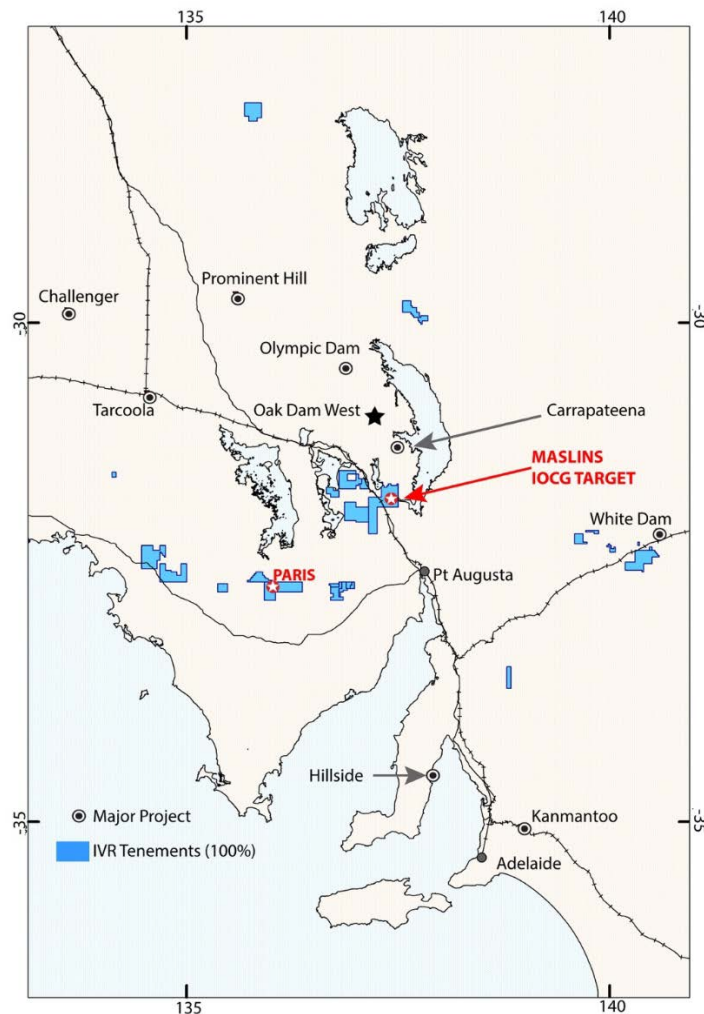 135
140
Prominent Hill
Challenger
-30
-30
Olympic Dam
Tarcoola
Oak Dam West
Carrapateena
MASLINS
IOCG TARGET
White Dam
PARIS
Pt Augusta
Hillside
Major Project
Kanmantoo
-35
-35
IVR Tenements (100%)
Adelaide
135
140